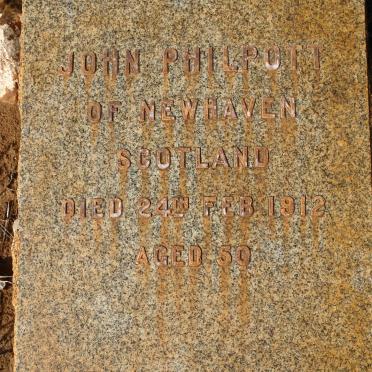 JOHN PHILPOTT
OF NEWHAVEN
SCOTLAND
DIED 24TH FEB. 1912
AGED 50